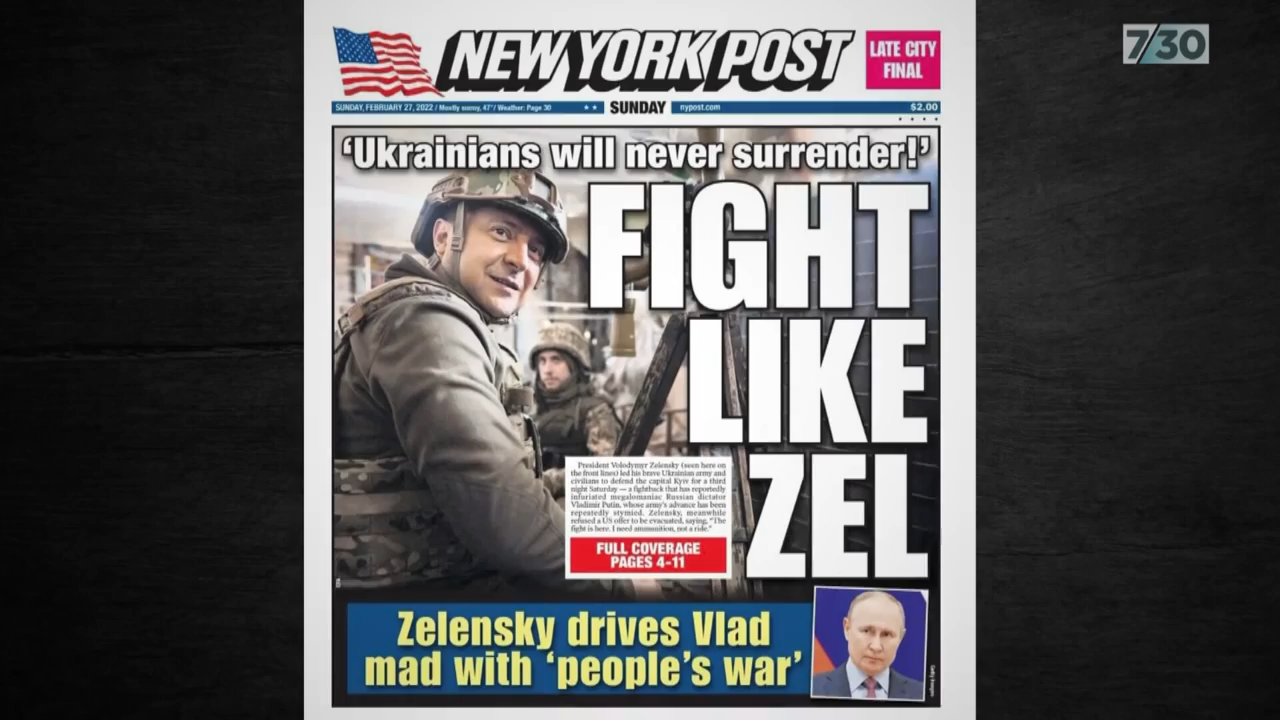 7/30
NEW YORK POST
LATE CITY
FINAL
SUNDAY, FEBRUARY 27, 2022 / Mostly sunny, 47° / Weather: Page 30 ★★ SUNDAY nypost.com $2.00
‘Ukrainians will never surrender!’
FIGHT
LIKE
ZEL
President Volodymyr Zelensky (seen here on
the front lines) led his brave Ukrainian army and
civilians to defend the capital Kyiv for a third
night Saturday — a fightback that has reportedly
infuriated megalomaniac Russian dictator
Vladimir Putin, whose army’s advance has been
repeatedly stymied. Zelensky, meanwhile
refused a US offer to be evacuated, saying, “The
fight is here. I need ammunition, not a ride.”
FULL COVERAGE
PAGES 4-11
Zelensky drives Vlad
mad with ‘people’s war’
Getty Images